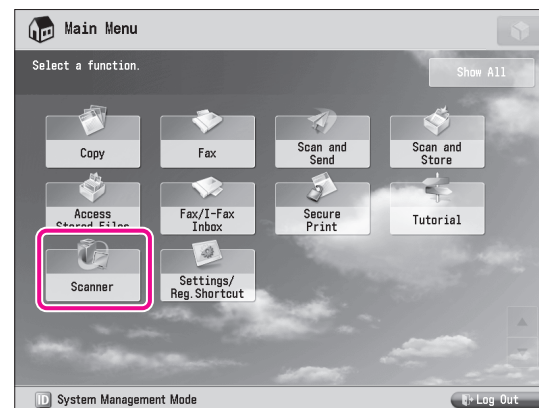 Main Menu
Select a function.
Show All
Copy
Fax
Scan and
Send
Scan and
Store
Access
Stored Files
Fax/I-Fax
Inbox
Secure
Print
Tutorial
Scanner
Settings/
Reg.Shortcut
ID System Management Mode
Log Out